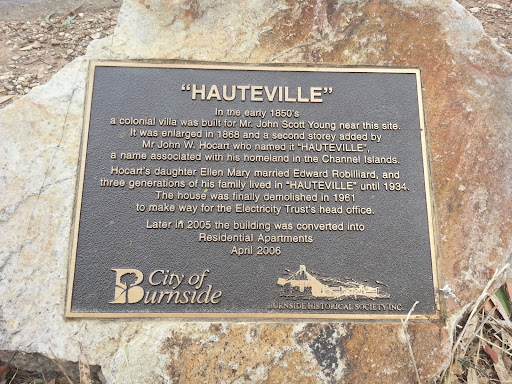 "HAUTEVILLE"
In the early 1850's
a colonial villa was built for Mr. John Scott Young near this site.
It was enlarged in 1868 and a second storey added by
Mr John W. Hocart who named it "HAUTEVILLE",
a name associated with his homeland in the Channel Islands.
Hocart's daughter Ellen Mary married Edward Robilliard, and
three generations of his family lived in "HAUTEVILLE" until 1934.
The house was finally demolished in 1961
to make way for the Electricity Trust's head office.
Later in 2005 the building was converted into
Residential Apartments
April 2006
City of
Burnside
BURNSIDE HISTORICAL SOCIETY INC.